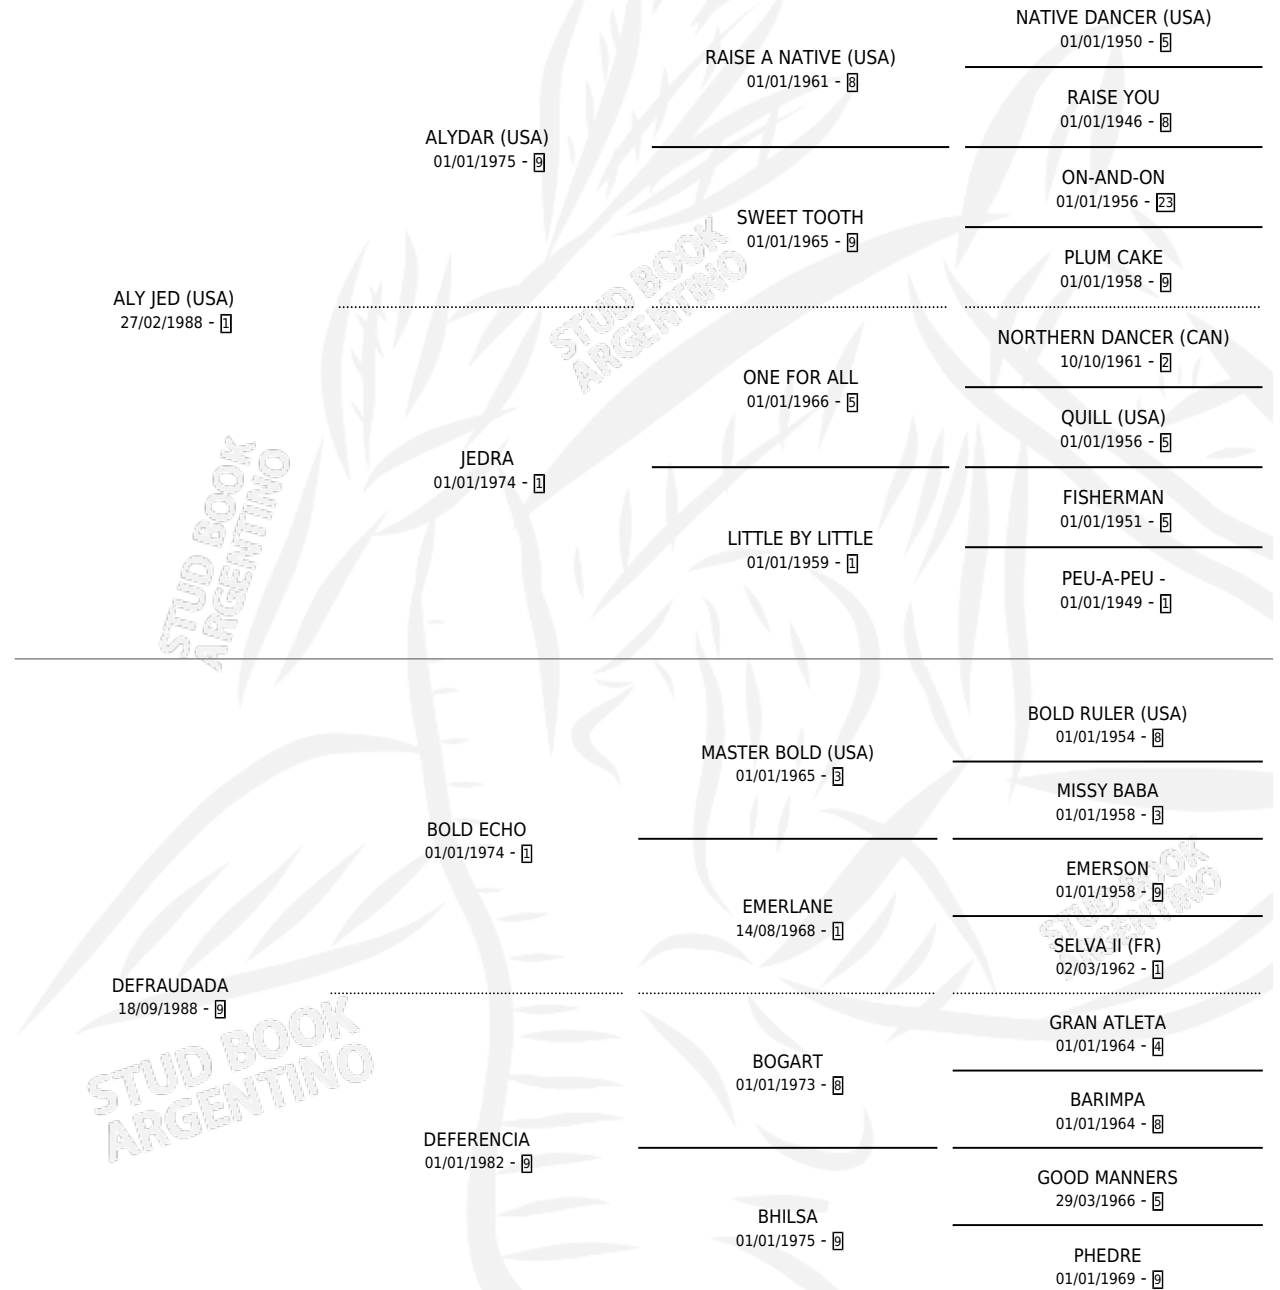 NATIVE DANCER (USA)
01/01/1950 - 5
RAISE A NATIVE (USA)
01/01/1961 - 8
RAISE YOU
01/01/1946 - 8
ALYDAR (USA)
01/01/1975 - 9
ON-AND-ON
01/01/1956 - 23
SWEET TOOTH
01/01/1965 - 9
PLUM CAKE
01/01/1958 - 9
ALY JED (USA)
27/02/1988 - 1
STUD BOOK
ARGENTINO
NORTHERN DANCER (CAN)
10/10/1961 - 2
ONE FOR ALL
01/01/1966 - 5
QUILL (USA)
01/01/1956 - 5
JEDRA
01/01/1974 - 1
FISHERMAN
01/01/1951 - 5
LITTLE BY LITTLE
01/01/1959 - 1
PEU-A-PEU -
01/01/1949 - 1
STUD BOOK
ARGENTINO
BOLD RULER (USA)
01/01/1954 - 8
MASTER BOLD (USA)
01/01/1965 - 3
MISSY BABA
01/01/1958 - 3
BOLD ECHO
01/01/1974 - 1
EMERSON
01/01/1958 - 9
EMERLANE
14/08/1968 - 1
STUD BOOK
ARGENTINO
SELVA II (FR)
02/03/1962 - 1
DEFRAUDADA
18/09/1988 - 9
GRAN ATLETA
01/01/1964 - 4
BOGART
01/01/1973 - 8
BARIMPA
01/01/1964 - 8
STUD BOOK
ARGENTINO
DEFERENCIA
01/01/1982 - 9
GOOD MANNERS
29/03/1966 - 5
BHILSA
01/01/1975 - 9
PHEDRE
01/01/1969 - 9